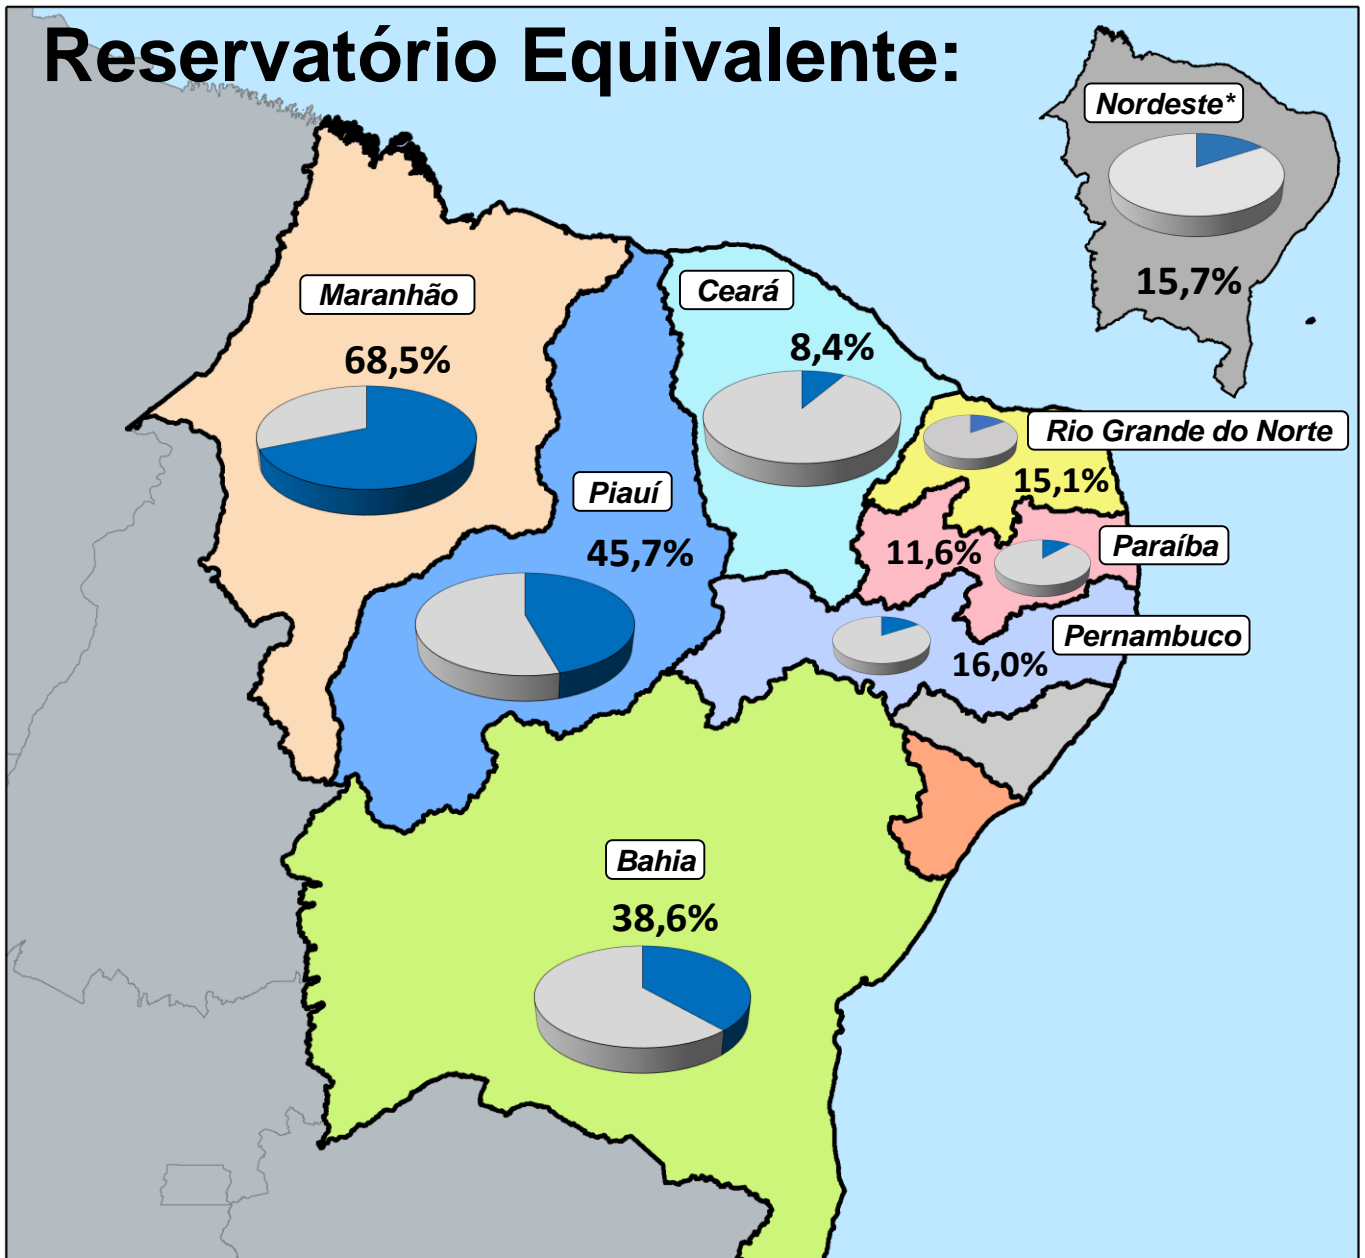 Reservatório Equivalente:
Nordeste*
15,7%
Maranhão
68,5%
Ceará
8,4%
Rio Grande do Norte
15,1%
Piauí
45,7%
Paraíba
11,6%
Pernambuco
16,0%
Bahia
38,6%